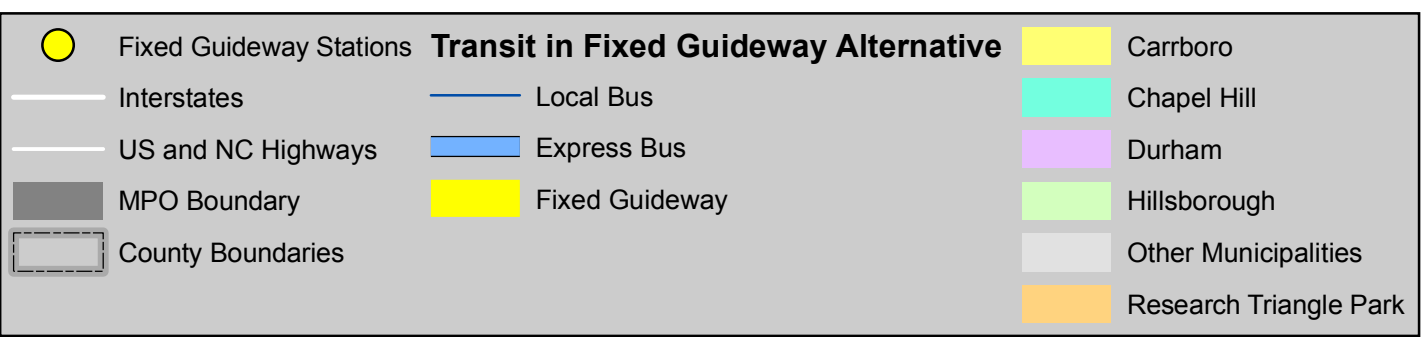 Fixed Guideway Stations
Interstates
US and NC Highways
MPO Boundary
County Boundaries
Transit in Fixed Guideway Alternative
Local Bus
Express Bus
Fixed Guideway
Carrboro
Chapel Hill
Durham
Hillsborough
Other Municipalities
Research Triangle Park